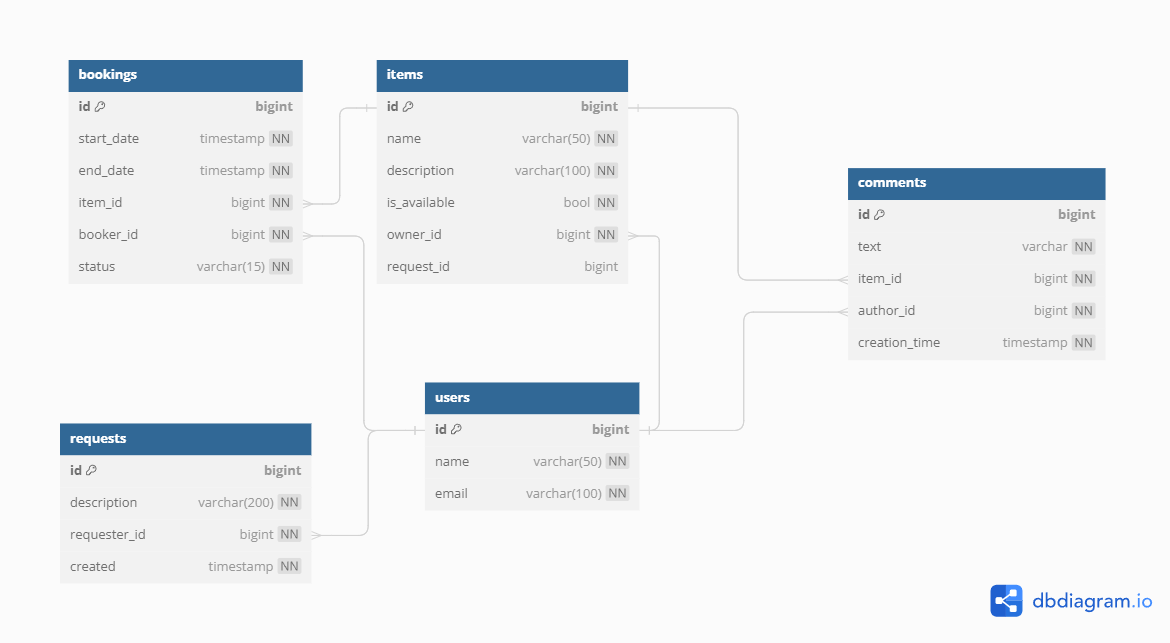 bookings
id bigint
start_date timestamp NN
end_date timestamp NN
item_id bigint NN
booker_id bigint NN
status varchar(15) NN
items
id bigint
name varchar(50) NN
description varchar(100) NN
is_available bool NN
owner_id bigint NN
request_id bigint
comments
id bigint
text varchar NN
item_id bigint NN
author_id bigint NN
creation_time timestamp NN
users
id bigint
name varchar(50) NN
email varchar(100) NN
requests
id bigint
description varchar(200) NN
requester_id bigint NN
created timestamp NN
dbdiagram.io